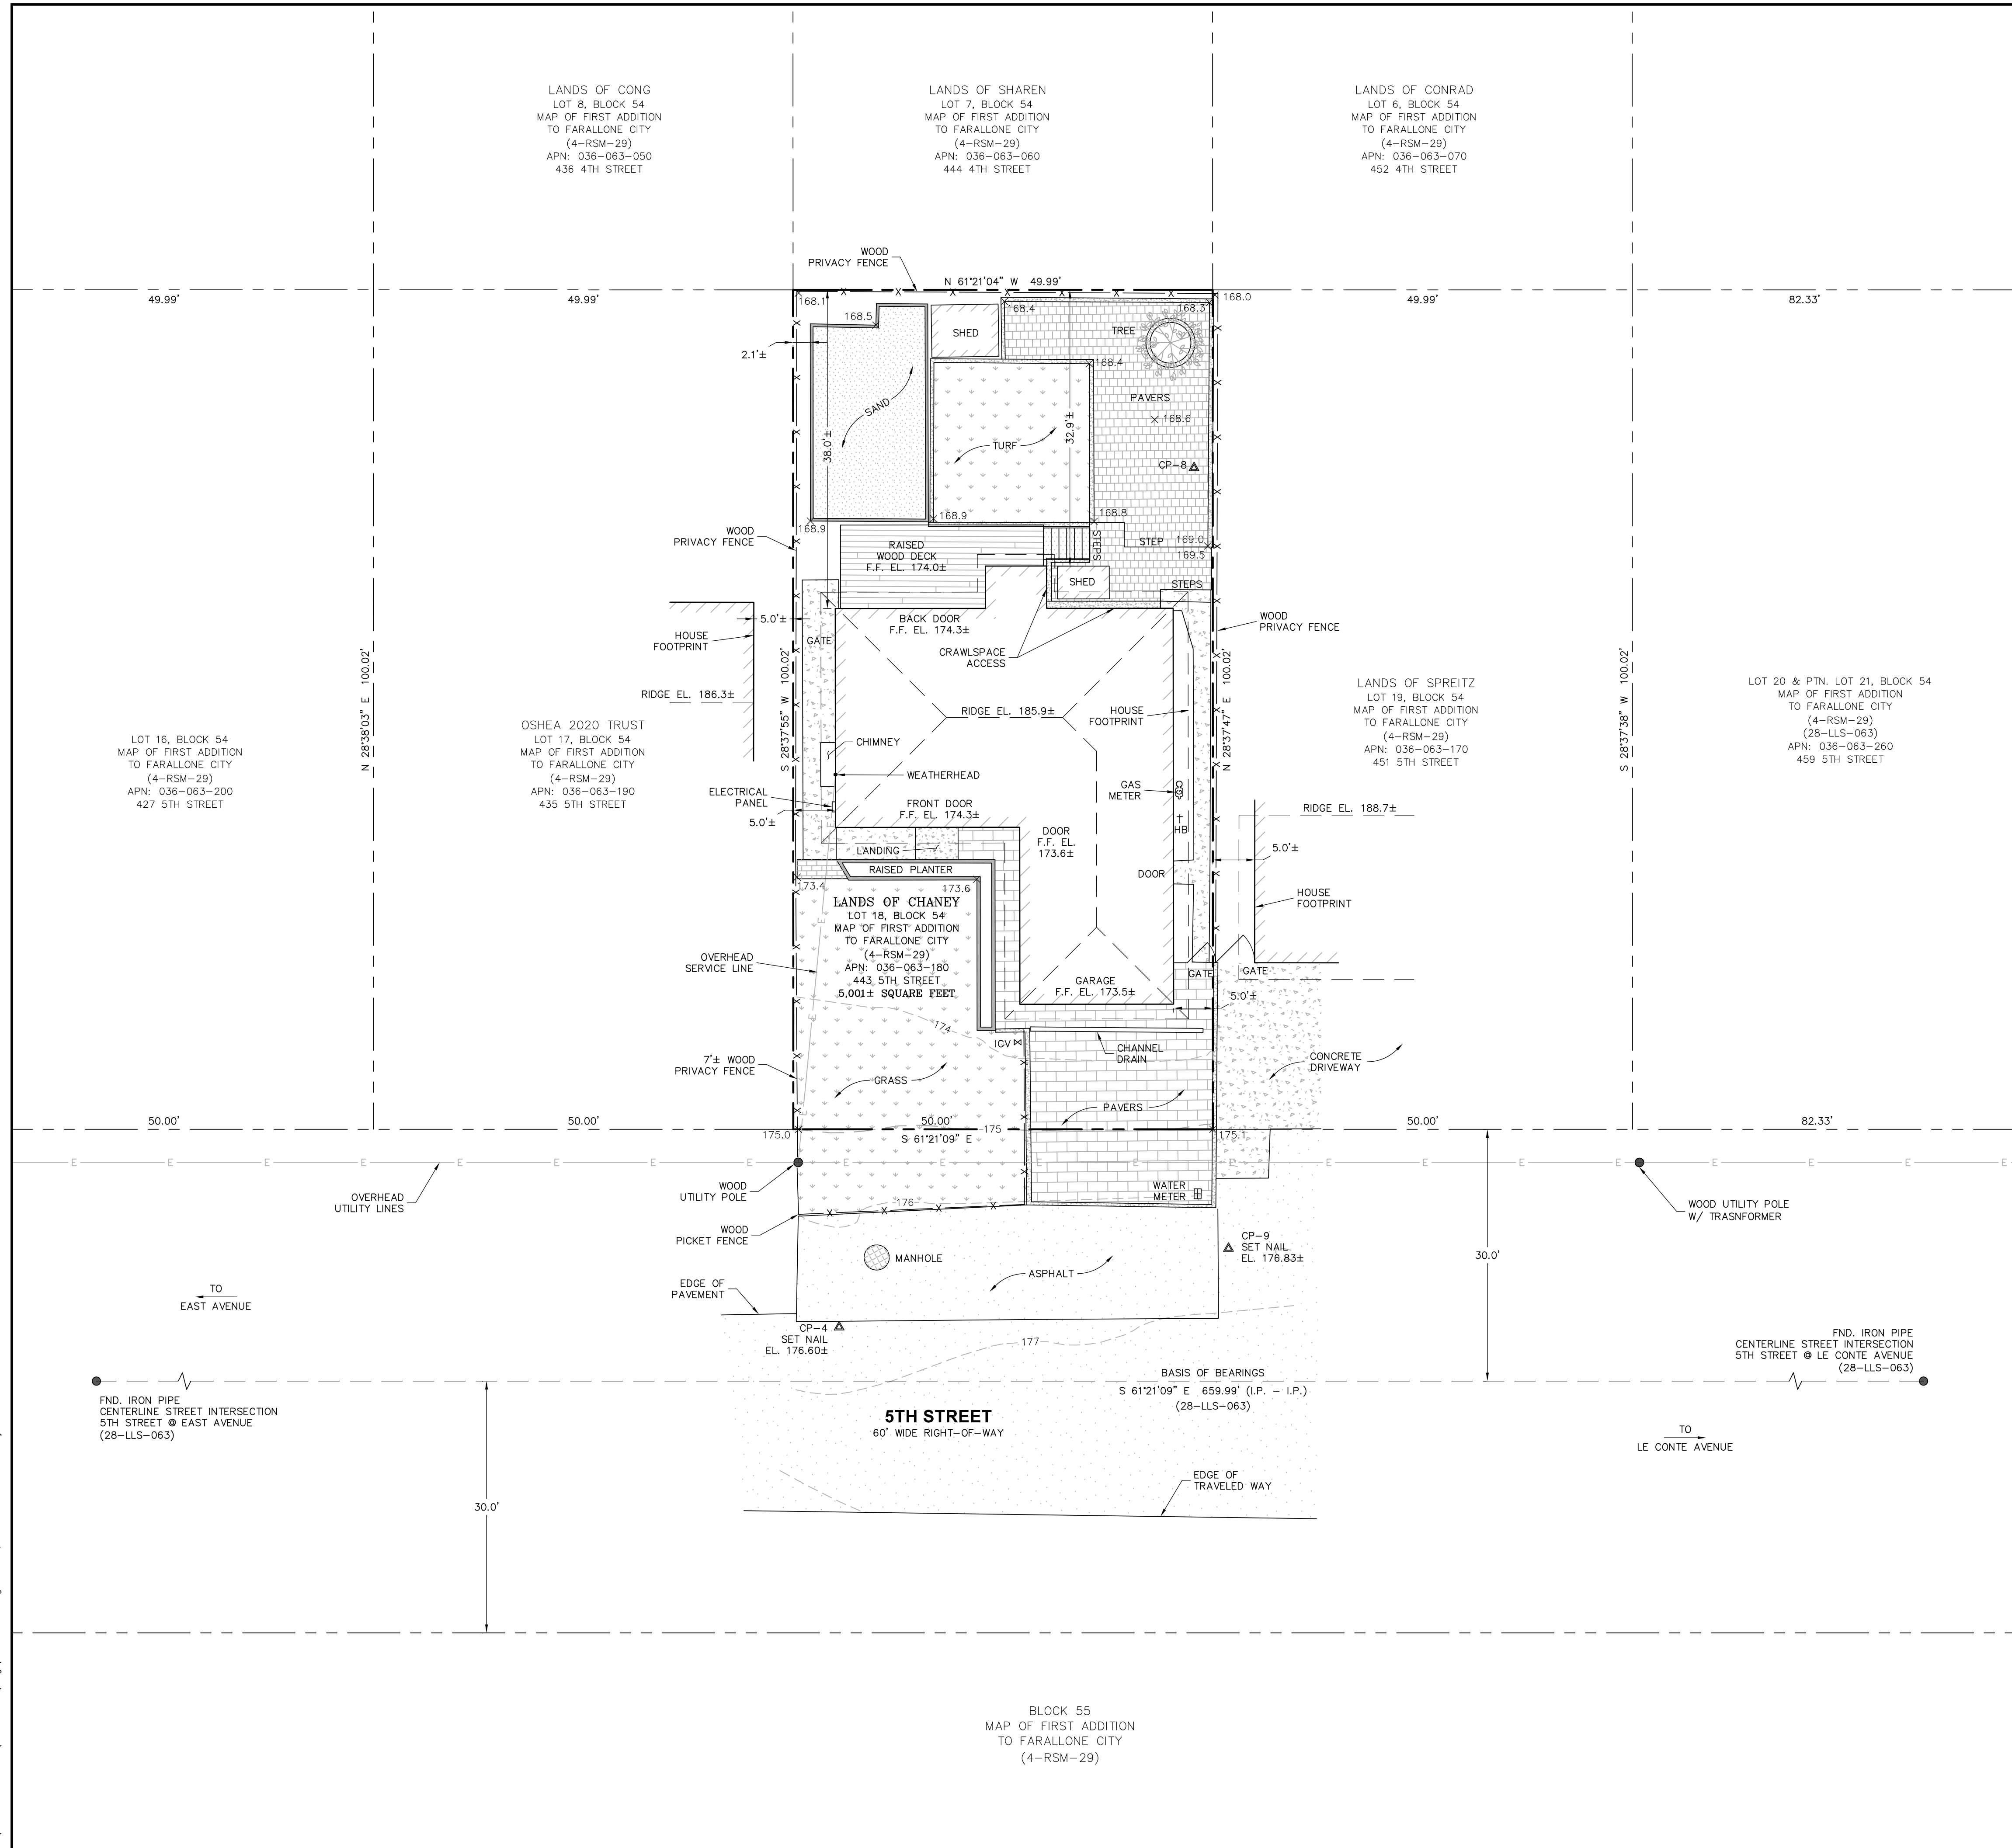 LANDS OF CONG
LOT 8, BLOCK 54
MAP OF FIRST ADDITION
TO FARALLONE CITY
(4-RSM-29)
APN: 036-063-050
436 4TH STREET
LANDS OF SHAREN
LOT 7, BLOCK 54
MAP OF FIRST ADDITION
TO FARALLONE CITY
(4-RSM-29)
APN: 036-063-060
444 4TH STREET
LANDS OF CONRAD
LOT 6, BLOCK 54
MAP OF FIRST ADDITION
TO FARALLONE CITY
(4-RSM-29)
APN: 036-063-070
452 4TH STREET
WOOD
PRIVACY FENCE
N 61°21'04" W 49.99'
49.99'
49.99'
49.99'
82.33'
168.1
168.5
168.4
168.3
168.0
SHED
TREE
2.1'±
168.4
SAND
PAVERS
168.6
38.0'±
32.9'±
TURF
CP-8
168.9
168.9
168.8
WOOD
PRIVACY FENCE
RAISED
WOOD DECK
F.F. EL. 174.0±
STEPS
STEP
169.0
169.5
SHED
STEPS
5.0'±
GATE
HOUSE
FOOTPRINT
BACK DOOR
F.F. EL. 174.3±
CRAWLSPACE
ACCESS
WOOD
PRIVACY FENCE
N 28°38'03" E 100.02'
S 28°37'55" W 100.02'
N 28°37'47" E 100.02'
S 28°37'38" W 100.02'
RIDGE EL. 186.3±
RIDGE EL. 185.9±
HOUSE
FOOTPRINT
LOT 16, BLOCK 54
MAP OF FIRST ADDITION
TO FARALLONE CITY
(4-RSM-29)
APN: 036-063-200
427 5TH STREET
OSHEA 2020 TRUST
LOT 17, BLOCK 54
MAP OF FIRST ADDITION
TO FARALLONE CITY
(4-RSM-29)
APN: 036-063-190
435 5TH STREET
LANDS OF SPREITZ
LOT 19, BLOCK 54
MAP OF FIRST ADDITION
TO FARALLONE CITY
(4-RSM-29)
APN: 036-063-170
451 5TH STREET
LOT 20 & PTN. LOT 21, BLOCK 54
MAP OF FIRST ADDITION
TO FARALLONE CITY
(4-RSM-29)
(28-LLS-063)
APN: 036-063-260
459 5TH STREET
CHIMNEY
WEATHERHEAD
ELECTRICAL
PANEL
5.0'±
FRONT DOOR
F.F. EL. 174.3±
GAS
METER
HB
RIDGE EL. 188.7±
DOOR
F.F. EL.
173.6±
LANDING
5.0'±
RAISED PLANTER
DOOR
173.4
173.6
HOUSE
FOOTPRINT
LANDS OF CHANEY
LOT 18, BLOCK 54
MAP OF FIRST ADDITION
TO FARALLONE CITY
(4-RSM-29)
APN: 036-063-180
443 5TH STREET
5,001± SQUARE FEET
OVERHEAD
SERVICE LINE
E
E
E
GARAGE
F.F. EL. 173.5±
GATE
GATE
5.0'±
174
ICV
CHANNEL
DRAIN
CONCRETE
DRIVEWAY
7'± WOOD
PRIVACY FENCE
GRASS
PAVERS
50.00'
50.00'
50.00'
50.00'
82.33'
175.0
175
175.1
S 61°21'09" E
E E E E E E E E E E E E E E E E E E E E E
OVERHEAD
UTILITY LINES
WOOD
UTILITY POLE
176
WATER
METER
WOOD UTILITY POLE
W/ TRASNFORMER
WOOD
PICKET FENCE
MANHOLE
CP-9
SET NAIL
EL. 176.83±
30.0'
ASPHALT
EDGE OF
PAVEMENT
TO
EAST AVENUE
CP-4
SET NAIL
EL. 176.60±
177
FND. IRON PIPE
CENTERLINE STREET INTERSECTION
5TH STREET @ LE CONTE AVENUE
(28-LLS-063)
BASIS OF BEARINGS
S 61°21'09" E 659.99' (I.P. - I.P.)
(28-LLS-063)
FND. IRON PIPE
CENTERLINE STREET INTERSECTION
5TH STREET @ EAST AVENUE
(28-LLS-063)
5TH STREET
60' WIDE RIGHT-OF-WAY
TO
LE CONTE AVENUE
EDGE OF
TRAVELED WAY
30.0'
BLOCK 55
MAP OF FIRST ADDITION
TO FARALLONE CITY
(4-RSM-29)